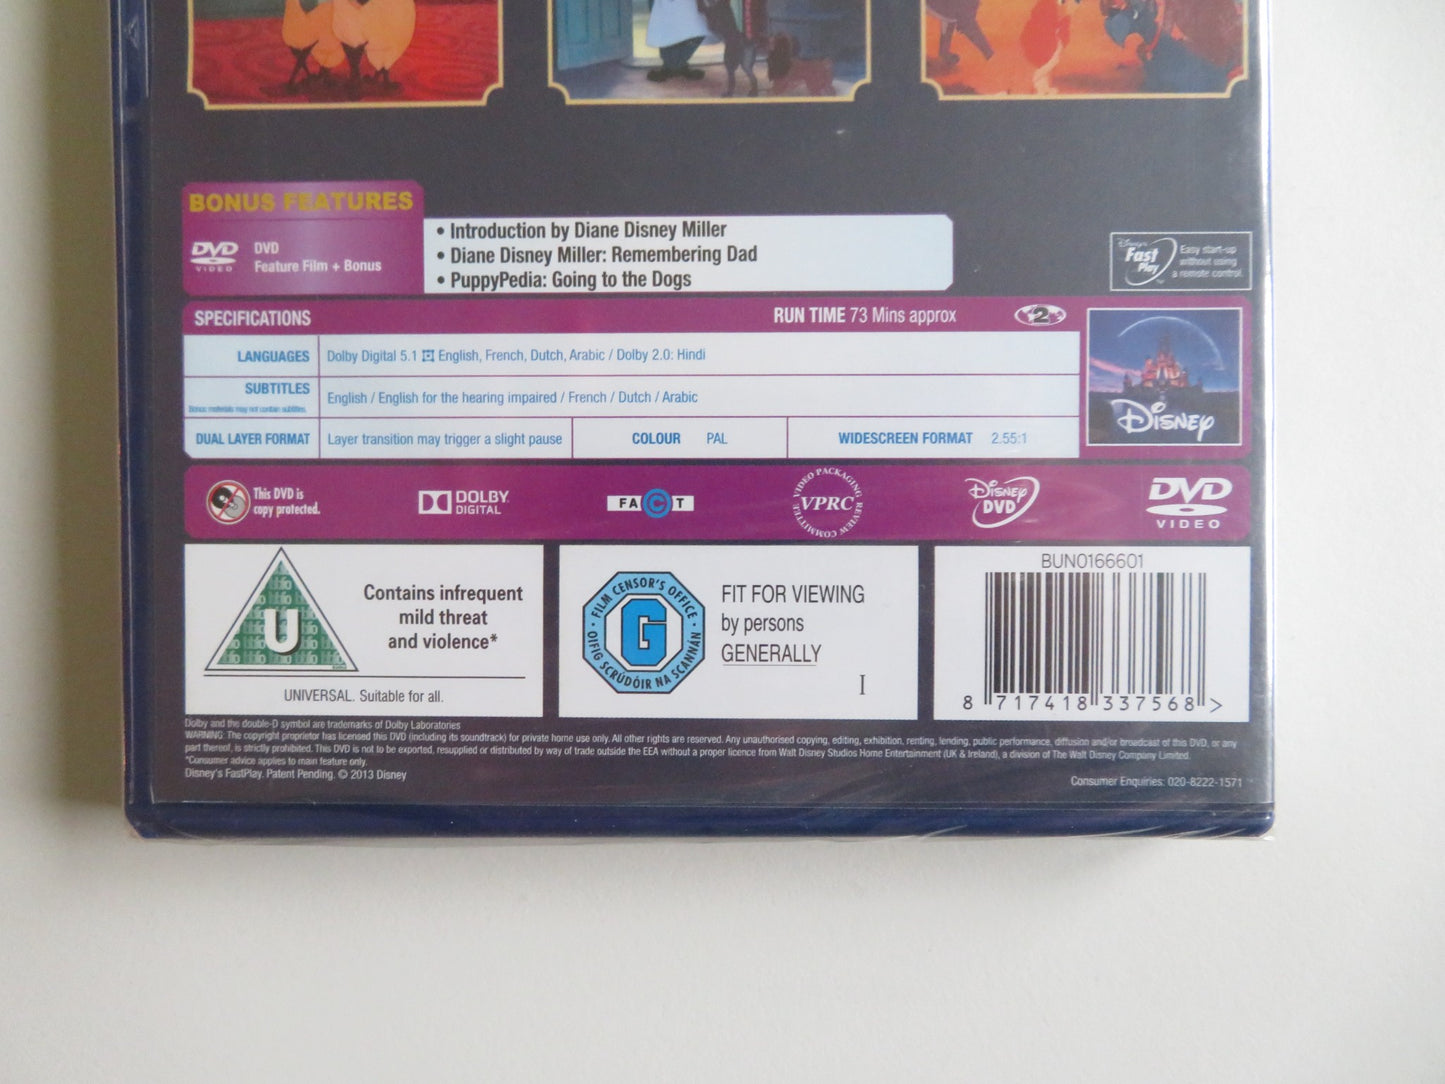 BONUS FEATURES
DVD
VIDEO
DVD
Feature Film + Bonus
• Introduction by Diane Disney Miller
• Diane Disney Miller: Remembering Dad
• PuppyPedia: Going to the Dogs
Disney's
Fast
Play
Easy start-up
without using
a remote control.
SPECIFICATIONS
RUN TIME 73 Mins approx
2
LANGUAGES
Dolby Digital 5.1 English, French, Dutch, Arabic / Dolby 2.0: Hindi
SUBTITLES
Bonus materials may not contain subtitles.
English / English for the hearing impaired / French / Dutch / Arabic
DUAL LAYER FORMAT
Layer transition may trigger a slight pause
COLOUR PAL
WIDESCREEN FORMAT 2.55:1
Disney
This DVD is
copy protected.
DOLBY
DIGITAL
FACT
VIDEO PACKAGING REVIEW COMMITTEE
VPRC
Disney
DVD
DVD
VIDEO
U
Contains infrequent
mild threat
and violence*
UNIVERSAL. Suitable for all.
FILM CENSOR'S OFFICE
G
OIFIG SCRÚDÓIR NA SCANNÁN
FIT FOR VIEWING
by persons
GENERALLY
I
BUN0166601
8 717418 337568 >
Dolby and the double-D symbol are trademarks of Dolby Laboratories
WARNING: The copyright proprietor has licensed this DVD (including its soundtrack) for private home use only. All other rights are reserved. Any unauthorised copying, editing, exhibition, renting, lending, public performance, diffusion and/or broadcast of this DVD, or any
part thereof, is strictly prohibited. This DVD is not to be exported, resupplied or distributed by way of trade outside the EEA without a proper licence from Walt Disney Studios Home Entertainment (UK & Ireland), a division of The Walt Disney Company Limited.
*Consumer advice applies to main feature only.
Disney's FastPlay. Patent Pending. © 2013 Disney
Consumer Enquiries: 020-8222-1571